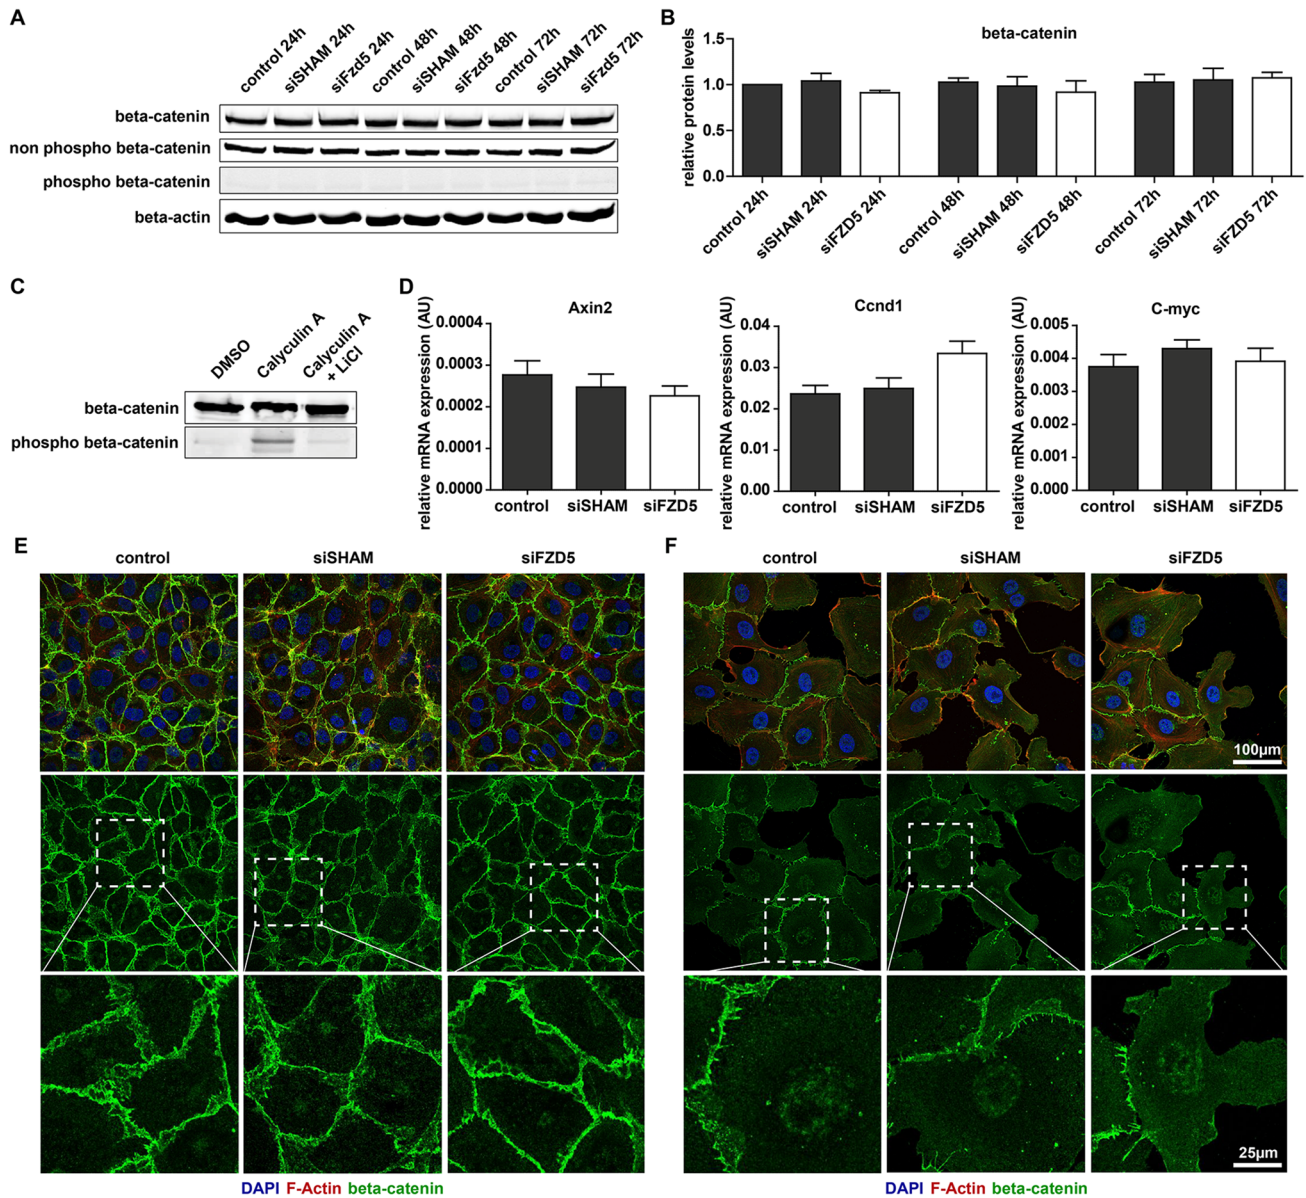 A
control 24h
siSHAM 24h
siFzd5 24h
control 48h
siSHAM 48h
siFzd5 48h
control 72h
siSHAM 72h
siFzd5 72h
beta-catenin
non phospho beta-catenin
phospho beta-catenin
beta-actin
B
beta-catenin
relative protein levels
1.5
1.0
0.5
0.0
control 24h
siSHAM 24h
siFZD5 24h
control 48h
siSHAM 48h
siFZD5 48h
control 72h
siSHAM 72h
siFZD5 72h
C
DMSO
Calyculin A
Calyculin A
+ LiCl
beta-catenin
phospho beta-catenin
D
Axin2
relative mRNA expression (AU)
0.0004
0.0003
0.0002
0.0001
0.0000
control
siSHAM
siFZD5
Ccnd1
relative mRNA expression (AU)
0.04
0.03
0.02
0.01
0.00
control
siSHAM
siFZD5
C-myc
relative mRNA expression (AU)
0.005
0.004
0.003
0.002
0.001
0.000
control
siSHAM
siFZD5
E
control
siSHAM
siFZD5
DAPI F-Actin beta-catenin
F
control
siSHAM
siFZD5
100µm
25µm
DAPI F-Actin beta-catenin